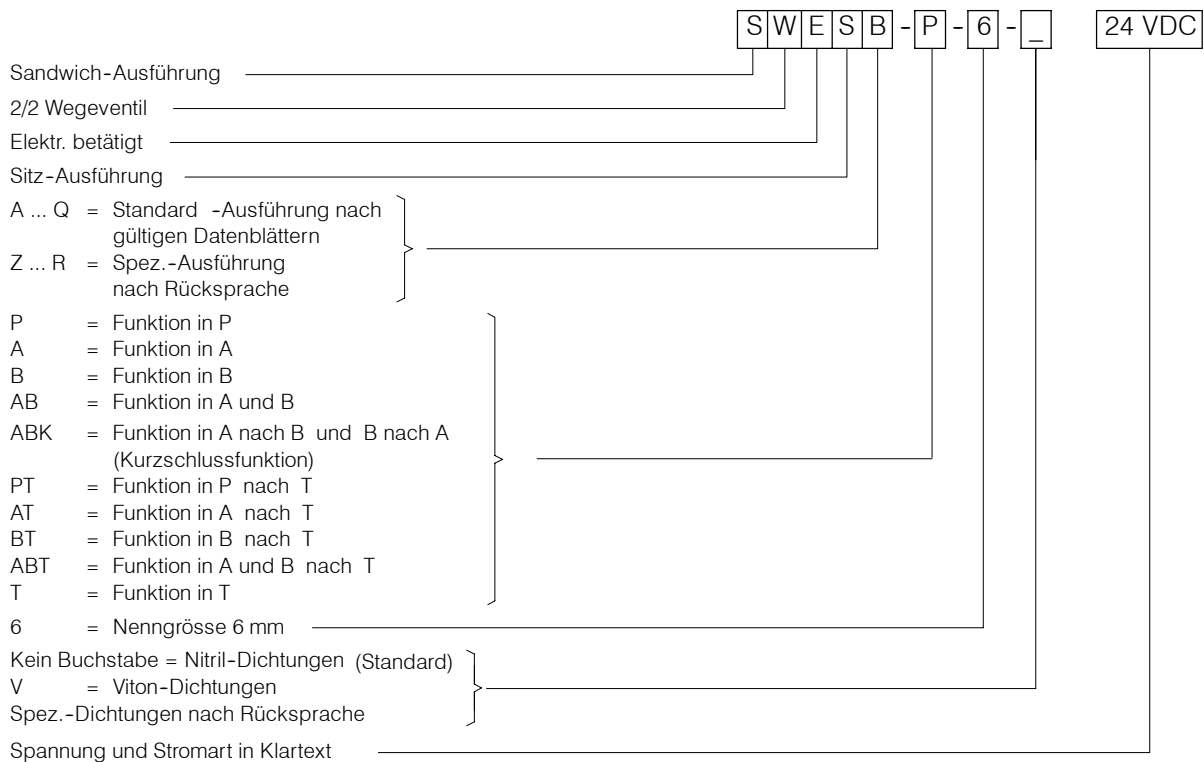 SWESB - P - 6 - _ 24 VDC
Sandwich-Ausführung
2/2 Wegeventil
Elektr. betätigt
Sitz-Ausführung
A ... Q = Standard -Ausführung nach
gültigen Datenblättern
Z ... R = Spez.-Ausführung
nach Rücksprache
P = Funktion in P
A = Funktion in A
B = Funktion in B
AB = Funktion in A und B
ABK = Funktion in A nach B und B nach A
(Kurzschlussfunktion)
PT = Funktion in P nach T
AT = Funktion in A nach T
BT = Funktion in B nach T
ABT = Funktion in A und B nach T
T = Funktion in T
6 = Nenngrösse 6 mm
Kein Buchstabe = Nitril-Dichtungen (Standard)
V = Viton-Dichtungen
Spez.-Dichtungen nach Rücksprache
Spannung und Stromart in Klartext